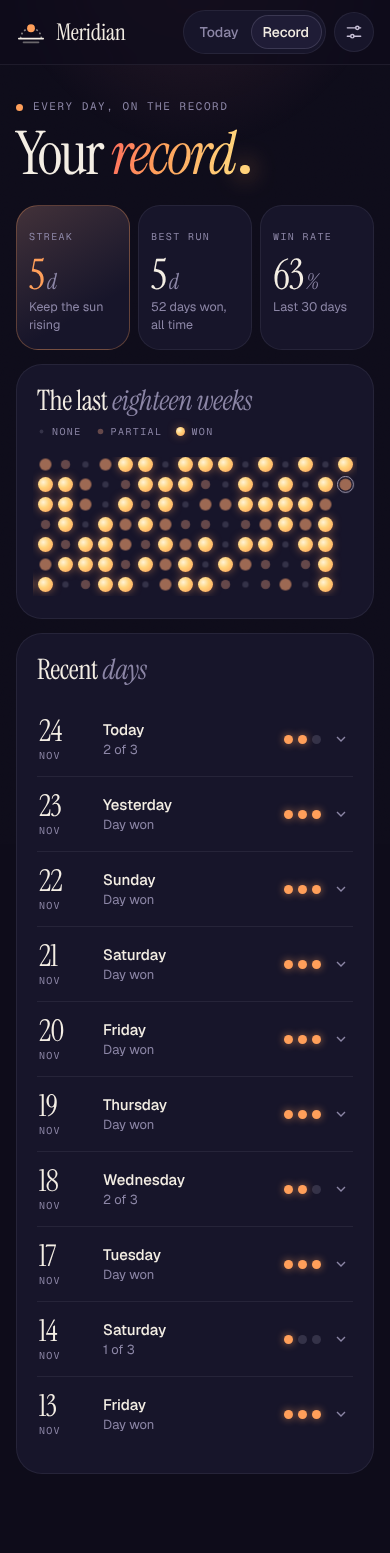 Meridian
Today
Record
EVERY DAY, ON THE RECORD
Your record.
STREAK
5d
Keep the sun
rising
BEST RUN
5d
52 days won,
all time
WIN RATE
63%
Last 30 days
The last eighteen weeks
NONE
PARTIAL
WON
Recent days
24
NOV
Today
2 of 3
23
NOV
Yesterday
Day won
22
NOV
Sunday
Day won
21
NOV
Saturday
Day won
20
NOV
Friday
Day won
19
NOV
Thursday
Day won
18
NOV
Wednesday
2 of 3
17
NOV
Tuesday
Day won
14
NOV
Saturday
1 of 3
13
NOV
Friday
Day won